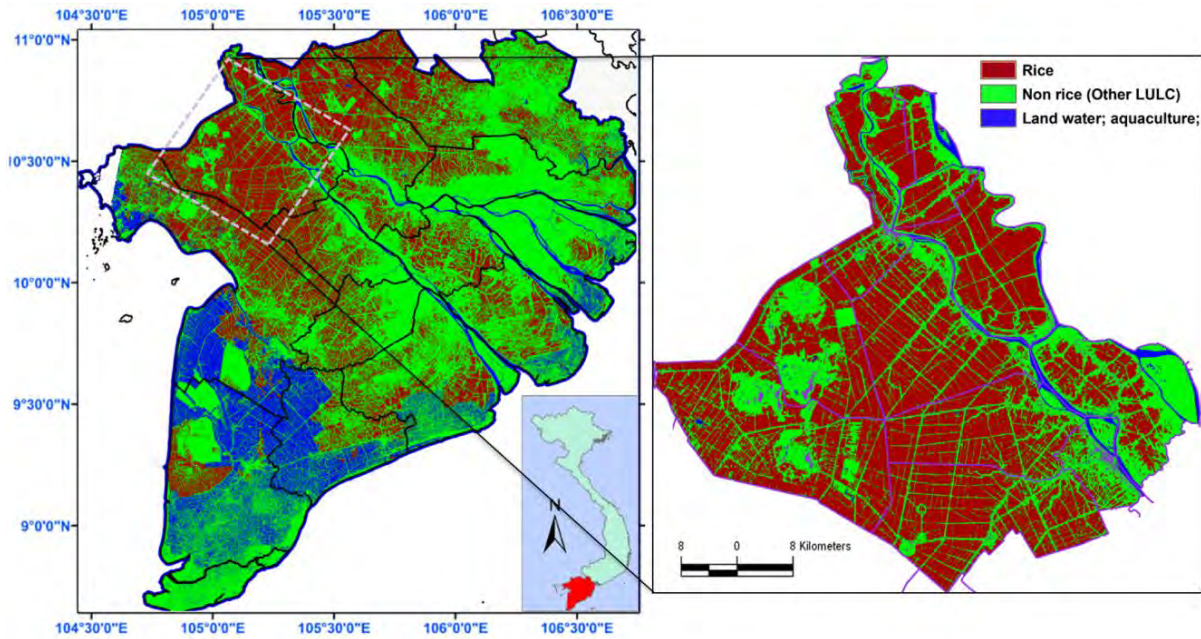 104°30'0"E 105°0'0"E 105°30'0"E 106°0'0"E 106°30'0"E
11°0'0"N
10°30'0"N
10°0'0"N
9°30'0"N
9°0'0"N
N
104°30'0"E 105°0'0"E 105°30'0"E 106°0'0"E 106°30'0"E
Rice
Non rice (Other LULC)
Land water; aquaculture;
8 0 8 Kilometers